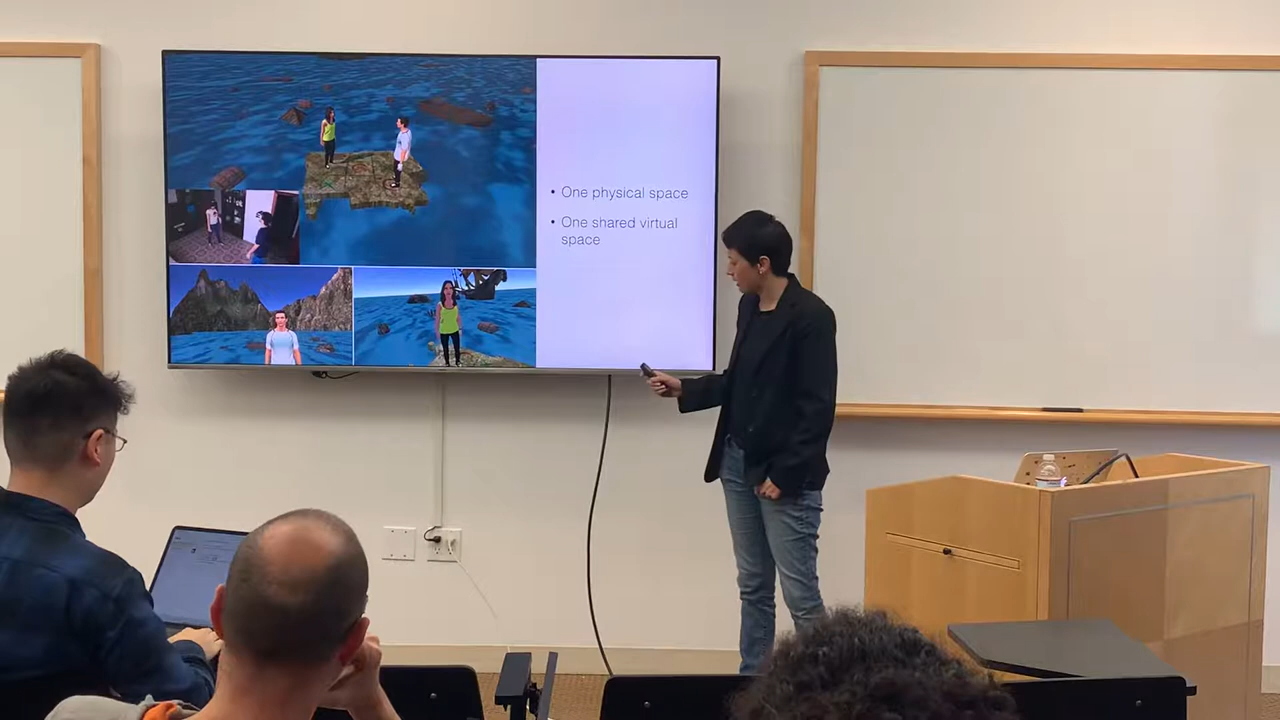 • One physical space
• One shared virtual
space